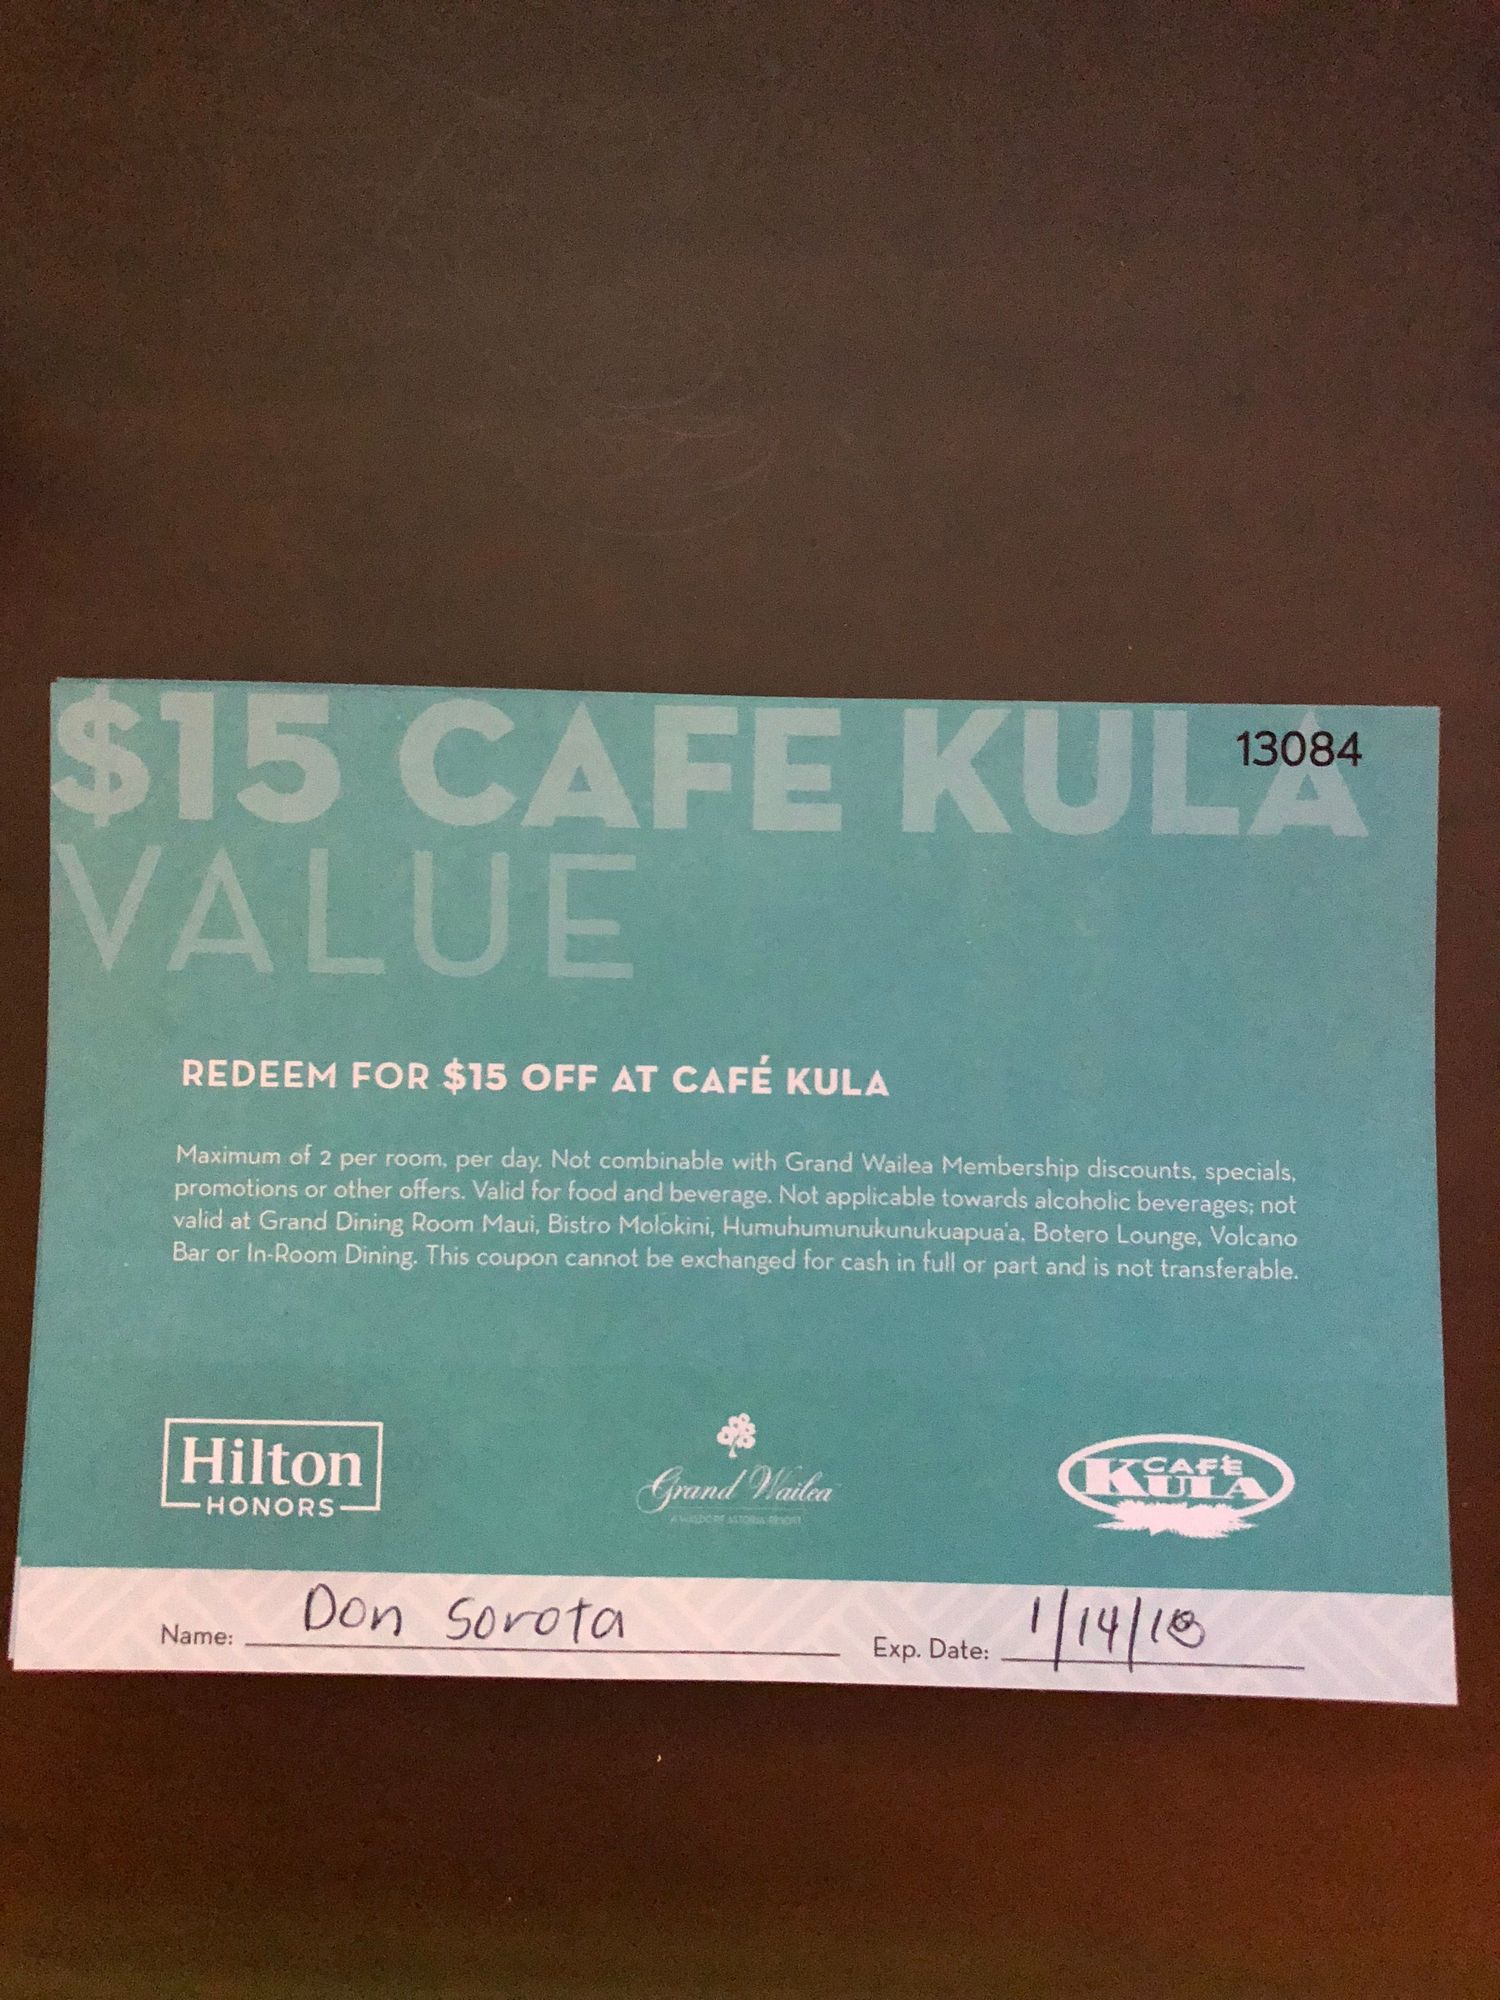 $15 CAFE KULA
13084
VALUE
REDEEM FOR $15 OFF AT CAFÉ KULA
Maximum of 2 per room, per day. Not combinable with Grand Wailea Membership discounts, specials,
promotions or other offers. Valid for food and beverage. Not applicable towards alcoholic beverages; not
valid at Grand Dining Room Maui, Bistro Molokini, Humuhumunukunukuapua'a, Botero Lounge, Volcano
Bar or In-Room Dining. This coupon cannot be exchanged for cash in full or part and is not transferable.
Hilton
HONORS
Grand Wailea
A WALDORF ASTORIA RESORT
CAFÉ
KULA
Name: Don Sorota
Exp. Date: 1/14/18